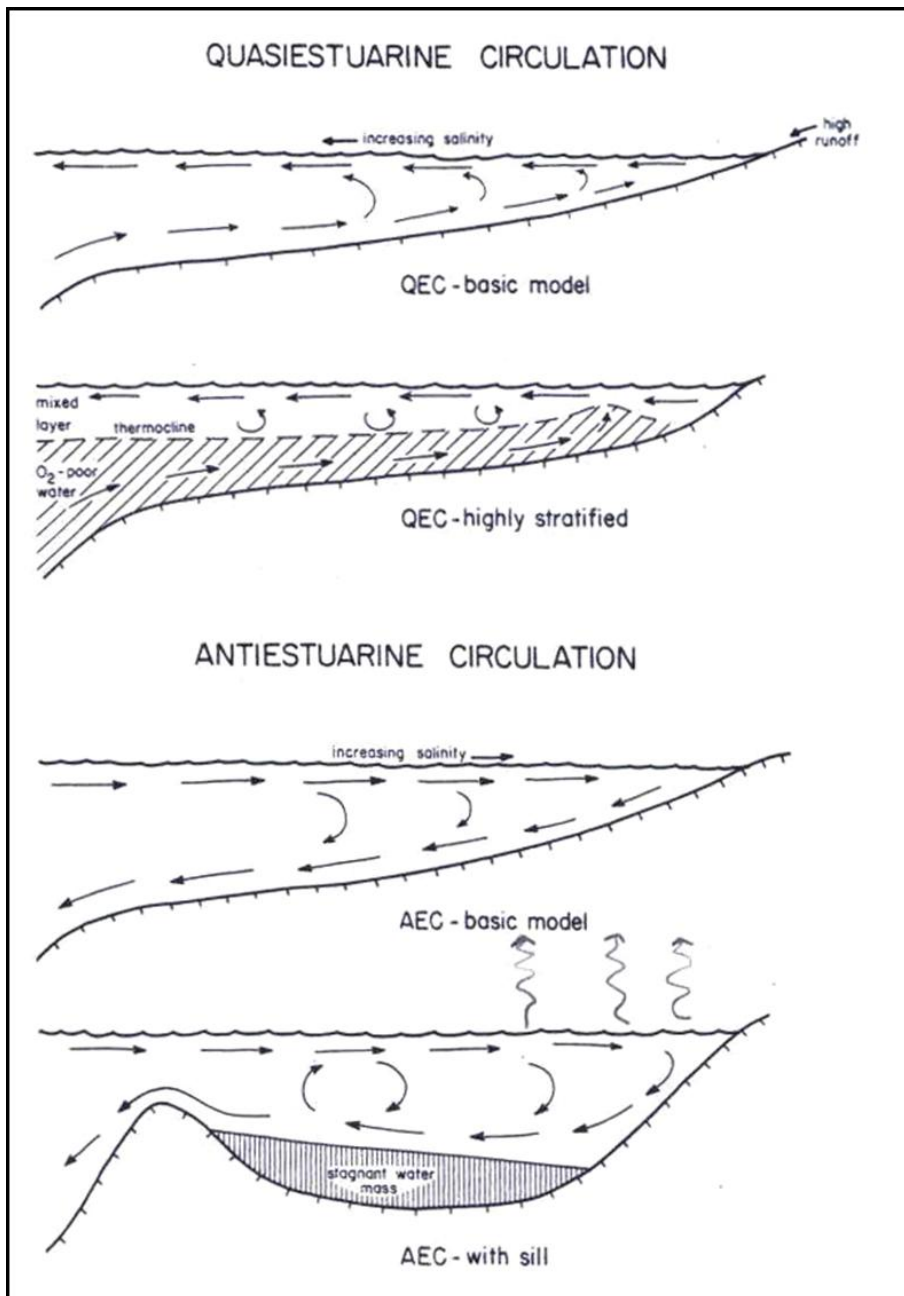 QUASIESTUARINE CIRCULATION
increasing salinity
high
runoff
QEC - basic model
mixed
layer
thermocline
O₂-poor
water
QEC - highly stratified
ANTIESTUARINE CIRCULATION
increasing salinity
AEC - basic model
stagnant water
mass
AEC - with sill